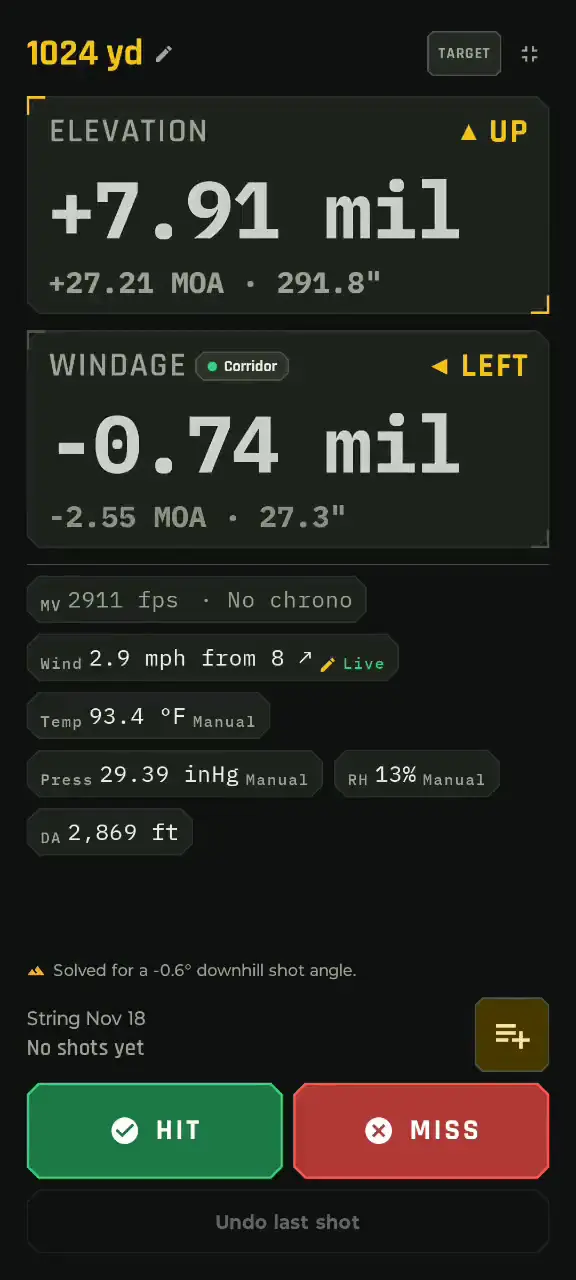 1024 yd
TARGET
ELEVATION
▲ UP
+7.91 mil
+27.21 MOA · 291.8"
WINDAGE
Corridor
◀ LEFT
-0.74 mil
-2.55 MOA · 27.3"
MV 2911 fps · No chrono
Wind 2.9 mph from 8 ↗ Live
Temp 93.4 °F Manual
Press 29.39 inHg Manual
RH 13% Manual
DA 2,869 ft
Solved for a -0.6° downhill shot angle.
String Nov 18
No shots yet
HIT
MISS
Undo last shot